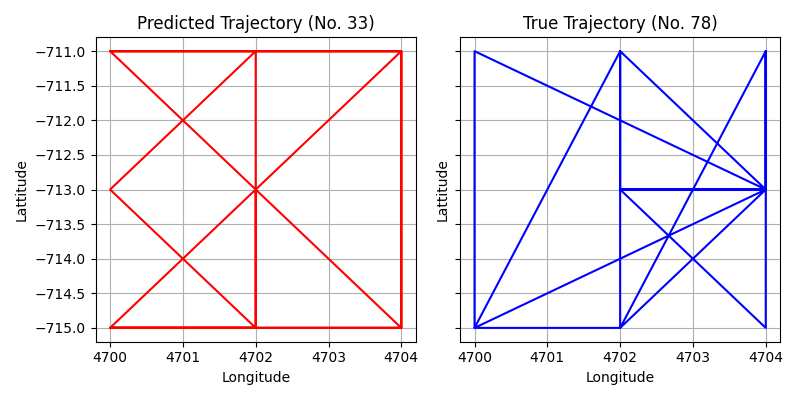 Predicted Trajectory (No. 33)
True Trajectory (No. 78)
Lattitude
−711.0
−711.5
−712.0
−712.5
−713.0
−713.5
−714.0
−714.5
−715.0
4700 4701 4702 4703 4704
Longitude
Lattitude
4700 4701 4702 4703 4704
Longitude